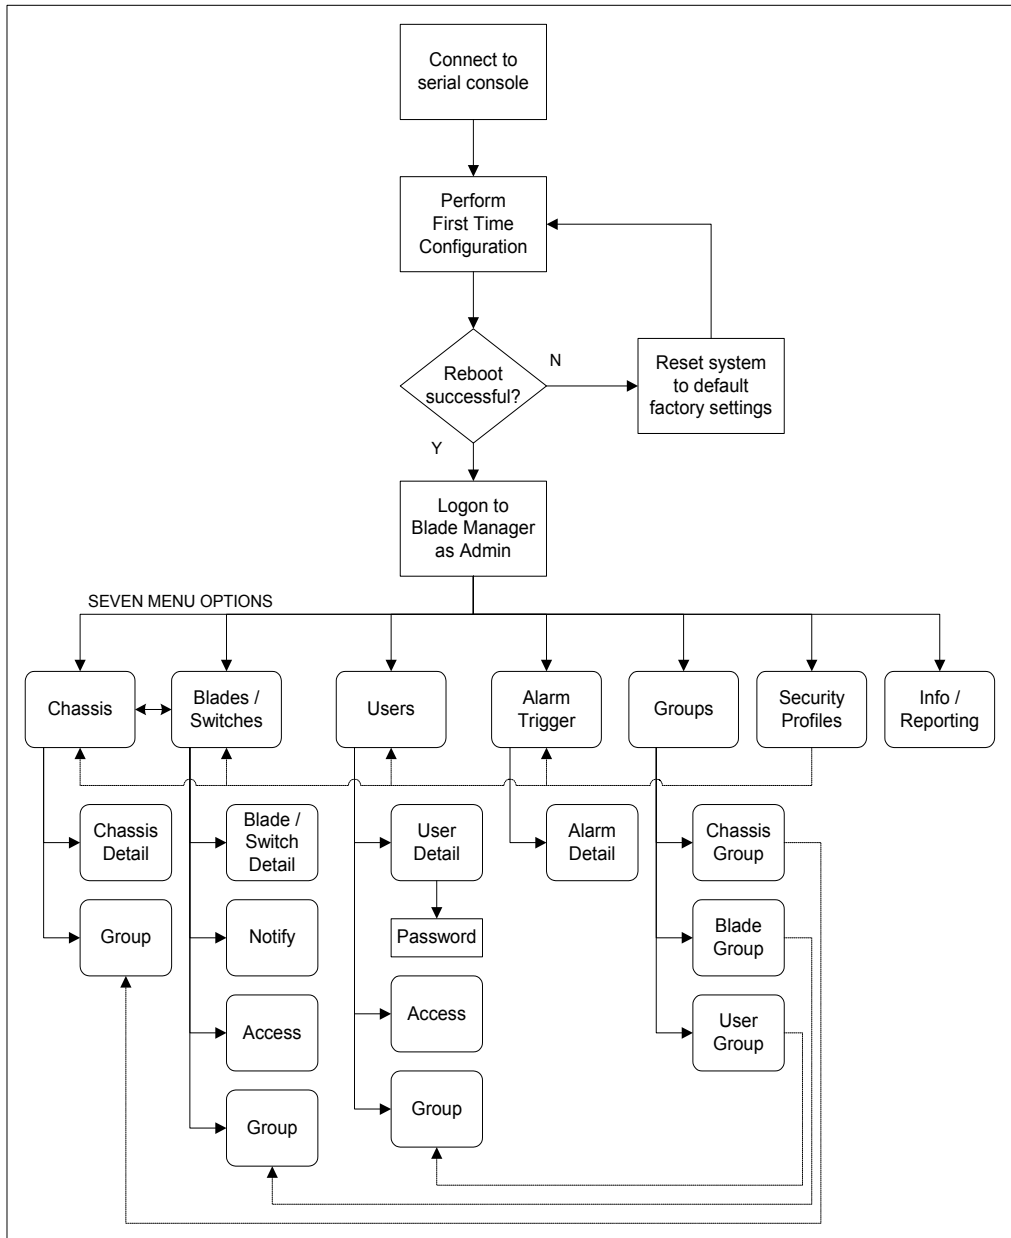 Connect to
serial console
Perform
First Time
Configuration
Reboot
successful?
N
Reset system
to default
factory settings
Y
Logon to
Blade Manager
as Admin
SEVEN MENU OPTIONS
Chassis
Blades /
Switches
Users
Alarm
Trigger
Groups
Security
Profiles
Info /
Reporting
Chassis
Detail
Blade /
Switch
Detail
User
Detail
Alarm
Detail
Chassis
Group
Group
Notify
Password
Blade
Group
Access
Access
User
Group
Group
Group